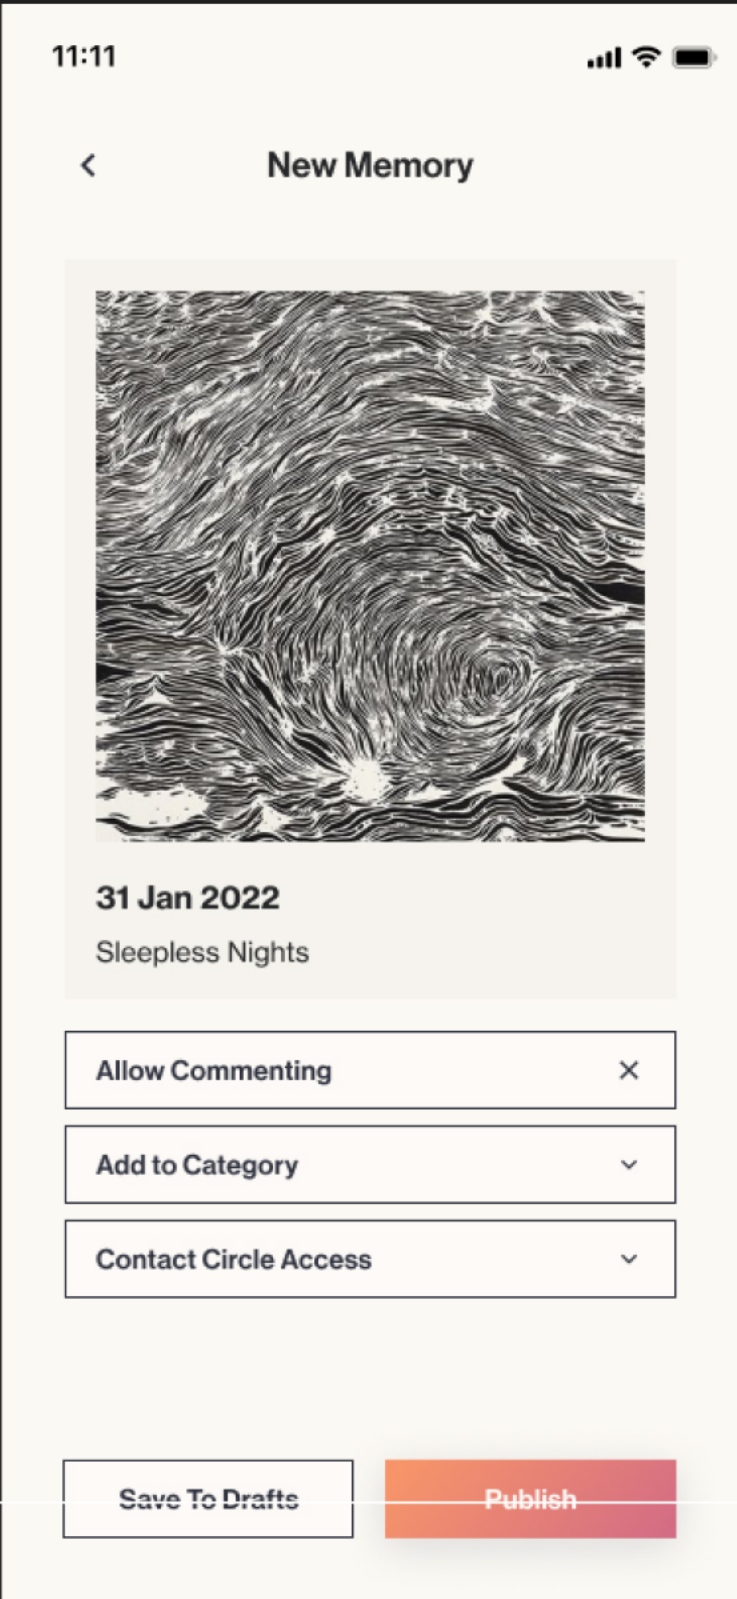 11:11
New Memory
31 Jan 2022
Sleepless Nights
Allow Commenting
Add to Category
Contact Circle Access
Save To Drafts
Publish